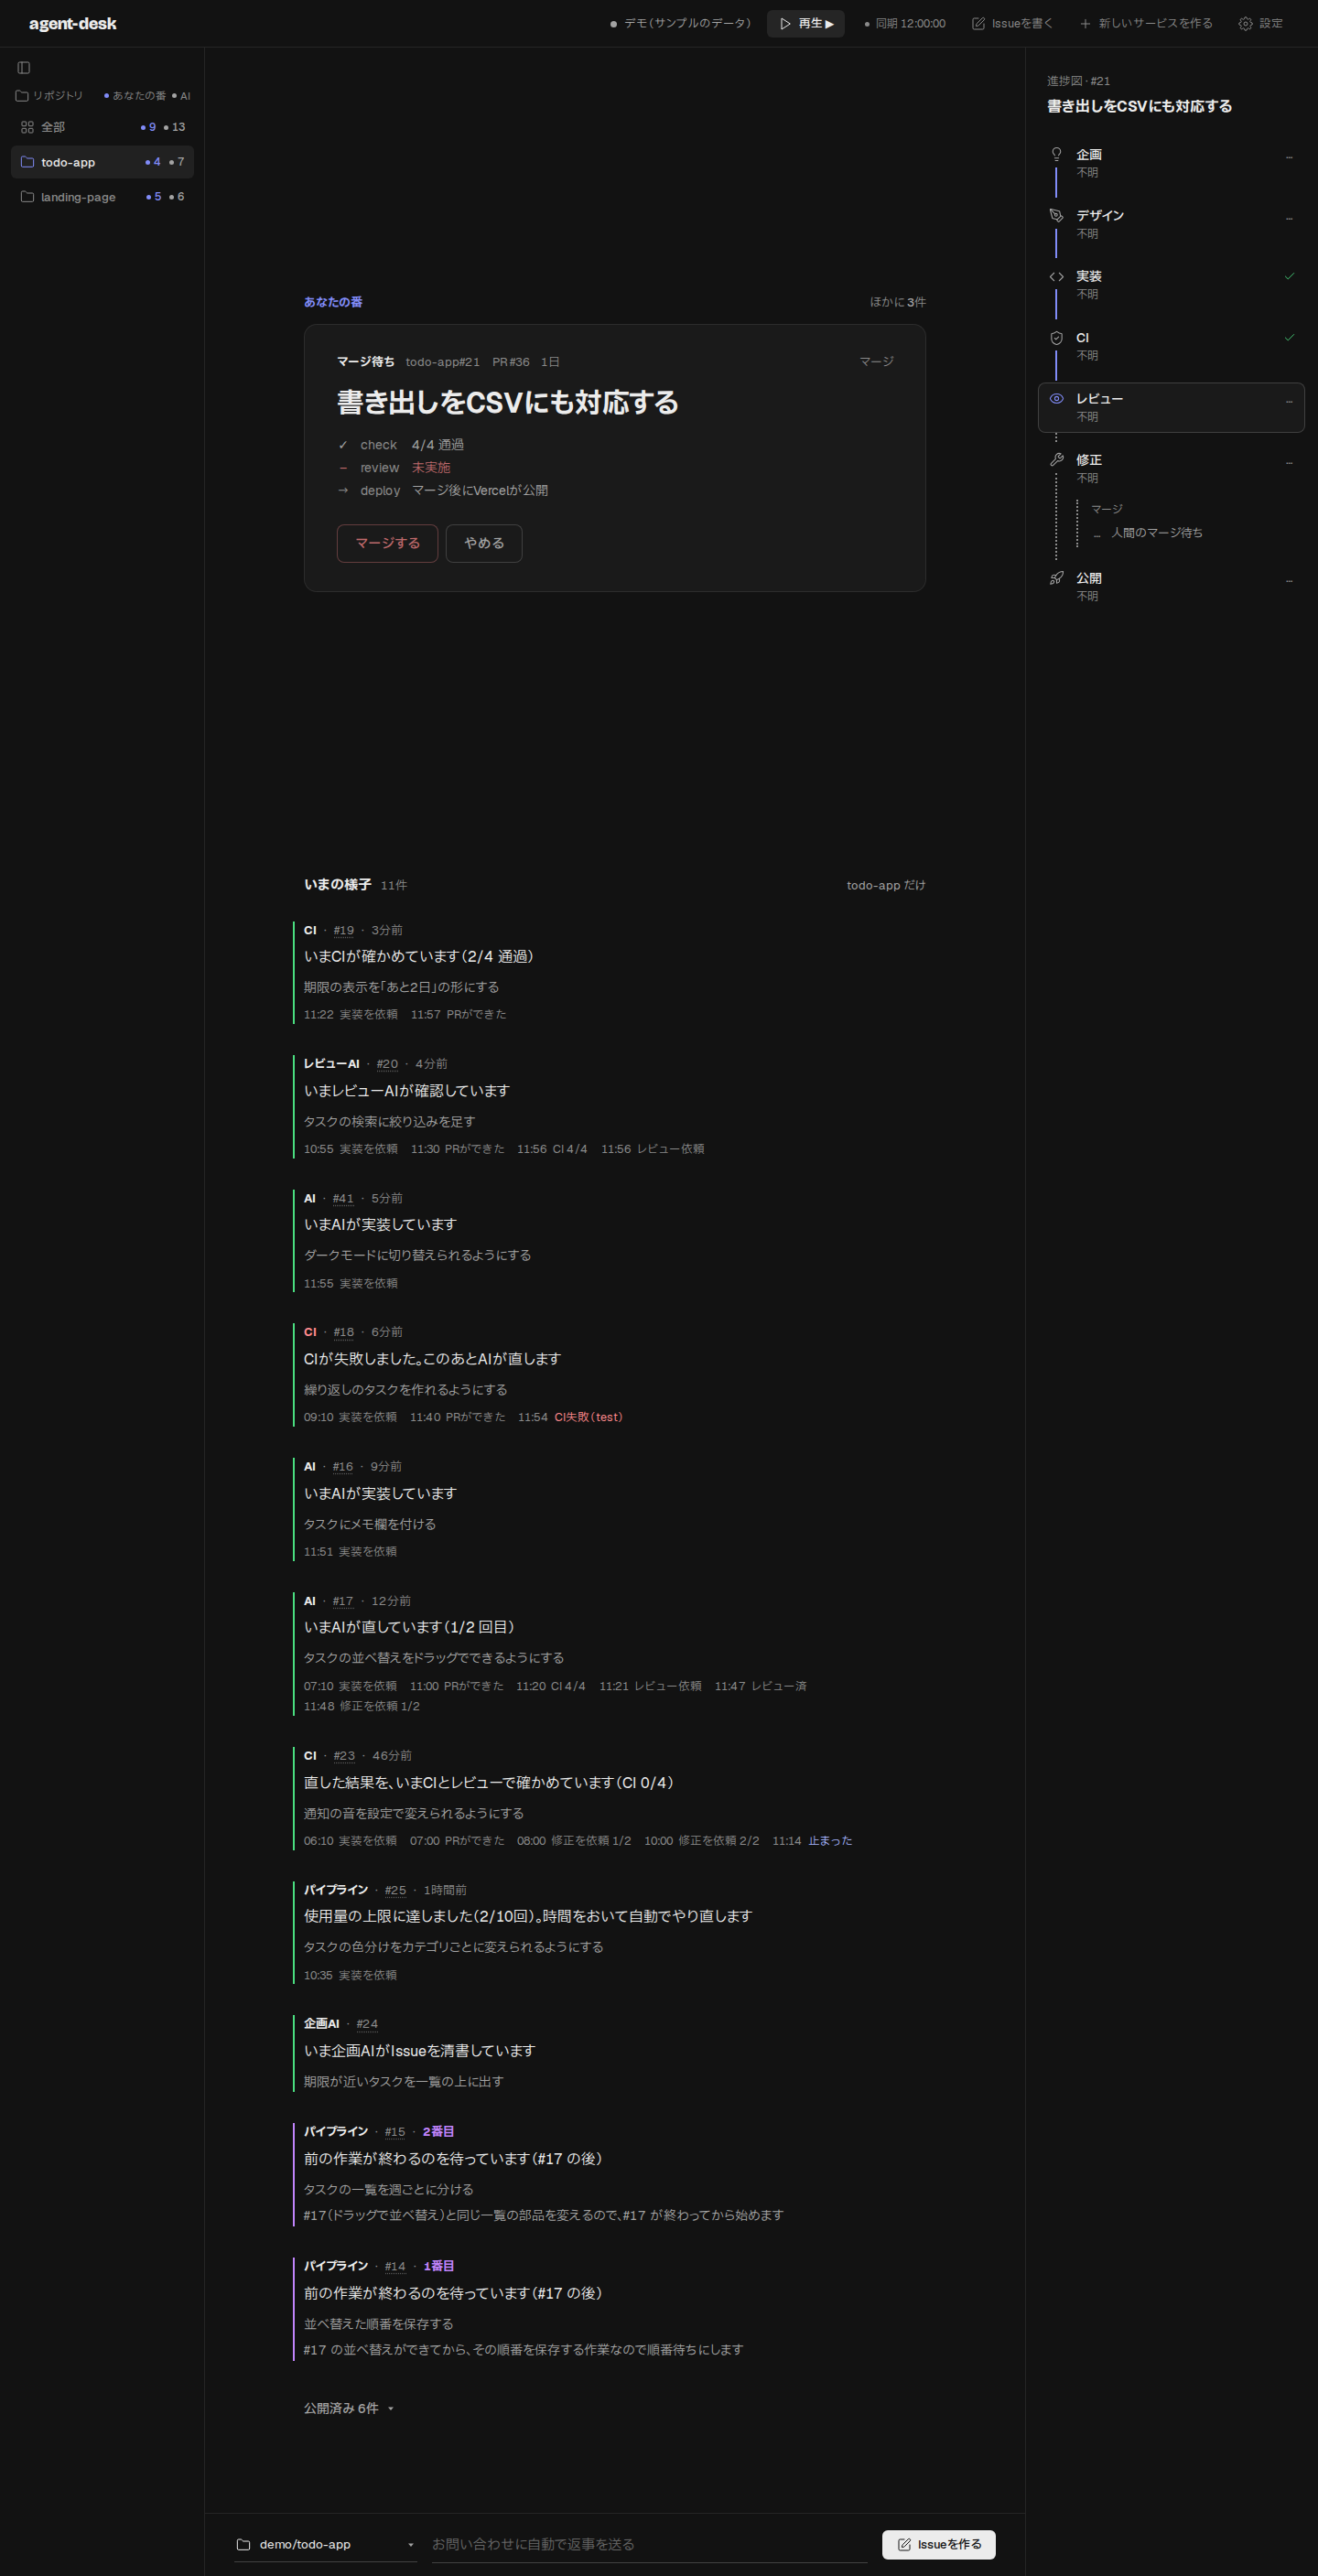 agent-desk
デモ（サンプルのデータ） 再生 ▶ 同期 12:00:00 Issueを書く 新しいサービスを作る 設定
リポジトリ あなたの番 AI
全部 9 13
todo-app 4 7
landing-page 5 6
あなたの番 ほかに3件
マージ待ち todo-app#21 PR#36 1日 マージ
書き出しをCSVにも対応する
✓ check 4/4 通過
– review 未実施
→ deploy マージ後にVercelが公開
マージする やめる
いまの様子 11件 todo-app だけ
CI · #19 · 3分前
いまCIが確かめています（2/4 通過）
期限の表示を「あと2日」の形にする
11:22 実装を依頼 11:57 PRができた
レビューAI · #20 · 4分前
いまレビューAIが確認しています
タスクの検索に絞り込みを足す
10:55 実装を依頼 11:30 PRができた 11:56 CI 4/4 11:56 レビュー依頼
AI · #41 · 5分前
いまAIが実装しています
ダークモードに切り替えられるようにする
11:55 実装を依頼
CI · #18 · 6分前
CIが失敗しました。このあとAIが直します
繰り返しのタスクを作れるようにする
09:10 実装を依頼 11:40 PRができた 11:54 CI失敗（test）
AI · #16 · 9分前
いまAIが実装しています
タスクにメモ欄を付ける
11:51 実装を依頼
AI · #17 · 12分前
いまAIが直しています（1/2 回目）
タスクの並べ替えをドラッグでできるようにする
07:10 実装を依頼 11:00 PRができた 11:20 CI 4/4 11:21 レビュー依頼 11:47 レビュー済
11:48 修正を依頼 1/2
CI · #23 · 46分前
直した結果を、いまCIとレビューで確かめています（CI 0/4）
通知の音を設定で変えられるようにする
06:10 実装を依頼 07:00 PRができた 08:00 修正を依頼 1/2 10:00 修正を依頼 2/2 11:14 止まった
パイプライン · #25 · 1時間前
使用量の上限に達しました（2/10回）。時間をおいて自動でやり直します
タスクの色分けをカテゴリごとに変えられるようにする
10:35 実装を依頼
企画AI · #24
いま企画AIがIssueを清書しています
期限が近いタスクを一覧の上に出す
パイプライン · #15 · 2番目
前の作業が終わるのを待っています（#17 の後）
タスクの一覧を週ごとに分ける
#17（ドラッグで並べ替え）と同じ一覧の部品を変えるので、#17 が終わってから始めます
パイプライン · #14 · 1番目
前の作業が終わるのを待っています（#17 の後）
並べ替えた順番を保存する
#17 の並べ替えができてから、その順番を保存する作業なので順番待ちにします
公開済み 6件
demo/todo-app お問い合わせに自動で返事を送る Issueを作る
進捗図 · #21
書き出しをCSVにも対応する
企画 …
不明
デザイン …
不明
実装 ✓
不明
CI ✓
不明
レビュー …
不明
修正 …
不明
マージ
… 人間のマージ待ち
公開 …
不明